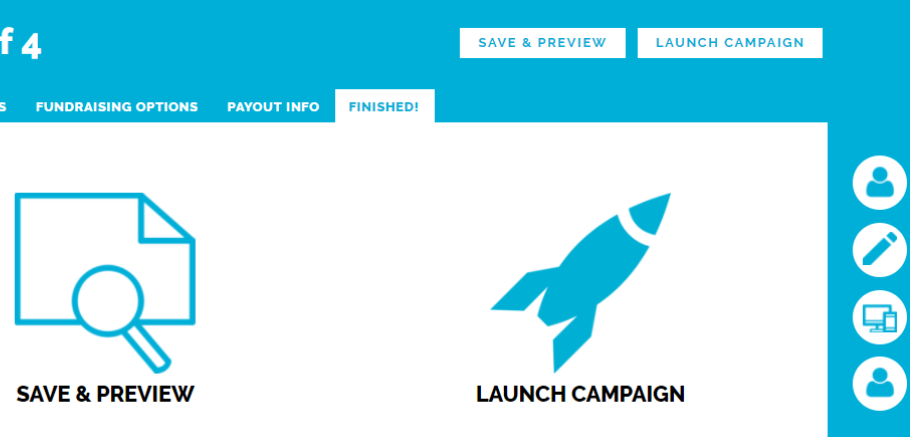 f 4
SAVE & PREVIEW
LAUNCH CAMPAIGN
S
FUNDRAISING OPTIONS
PAYOUT INFO
FINISHED!
SAVE & PREVIEW
LAUNCH CAMPAIGN